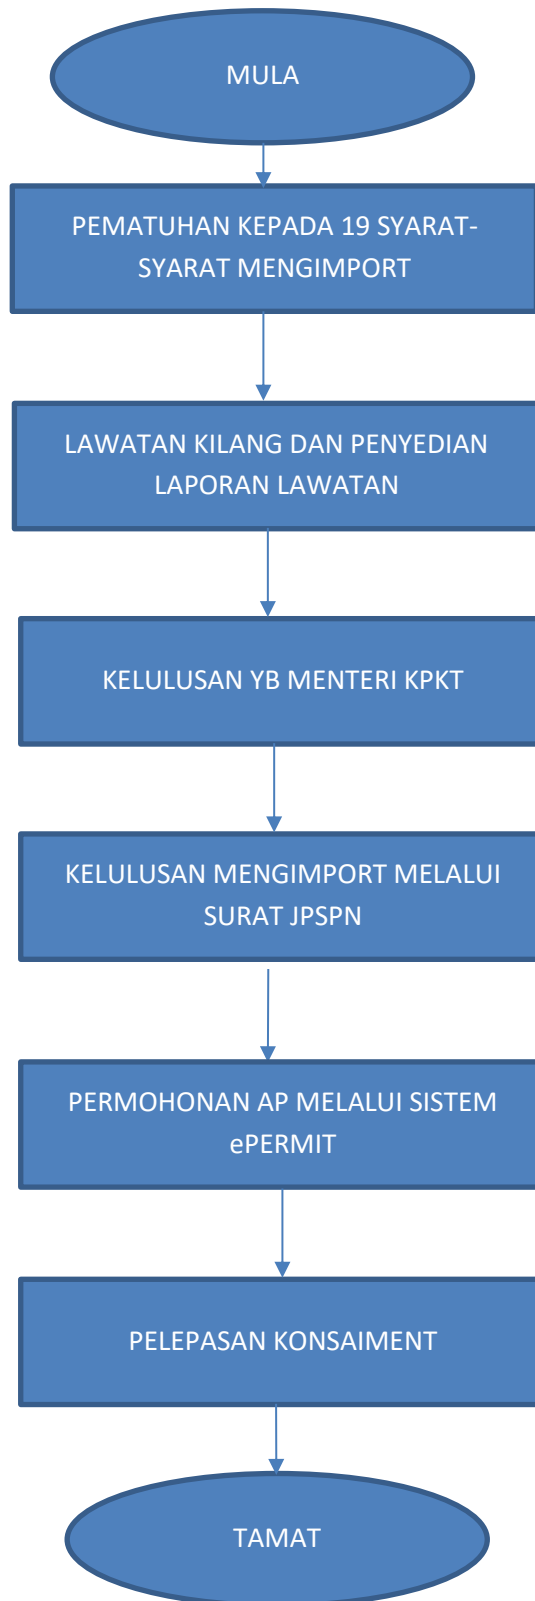 MULA
PEMATUHAN KEPADA 19 SYARAT-
SYARAT MENGIMPORT
LAWATAN KILANG DAN PENYEDIAN
LAPORAN LAWATAN
KELULUSAN YB MENTERI KPKT
KELULUSAN MENGIMPORT MELALUI
SURAT JPSPN
PERMOHONAN AP MELALUI SISTEM
ePERMIT
PELEPASAN KONSAIMENT
TAMAT